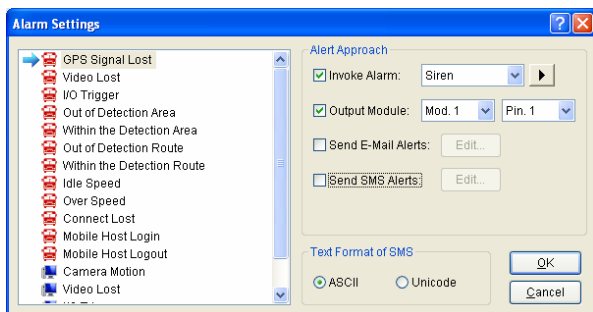 Alarm Settings
GPS Signal Lost
Video Lost
I/O Trigger
Out of Detection Area
Within the Detection Area
Out of Detection Route
Within the Detection Route
Idle Speed
Over Speed
Connect Lost
Mobile Host Login
Mobile Host Logout
Camera Motion
Video Lost
Alert Approach
Invoke Alarm: Siren
Output Module: Mod. 1 Pin. 1
Send E-Mail Alerts: Edit...
Send SMS Alerts: Edit...
Text Format of SMS
ASCII Unicode
OK
Cancel